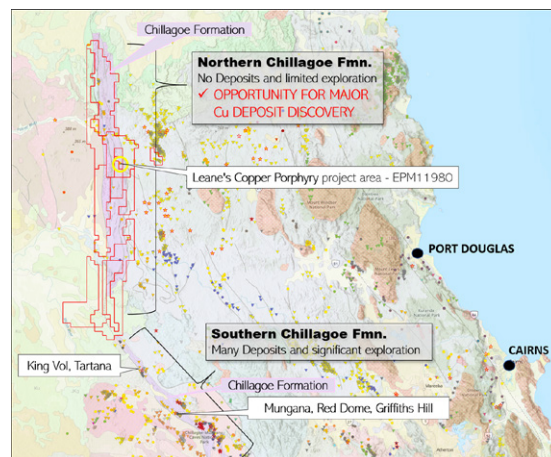 Chillagoe Formation
Northern Chillagoe Fmn.
No Deposits and limited exploration
✓ OPPORTUNITY FOR MAJOR
Cu DEPOSIT DISCOVERY
Leane's Copper Porphyry project area - EPM11980
PORT DOUGLAS
Southern Chillagoe Fmn.
Many Deposits and significant exploration
CAIRNS
King Vol, Tartana
Chillagoe Formation
Mungana, Red Dome, Griffiths Hill